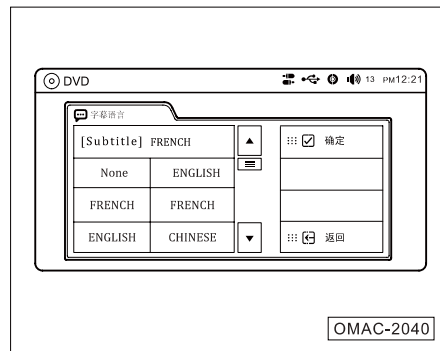 DVD 13 PM12:21
字幕语言
[Subtitle] FRENCH
确定
None ENGLISH
FRENCH FRENCH
ENGLISH CHINESE
返回
OMAC-2040